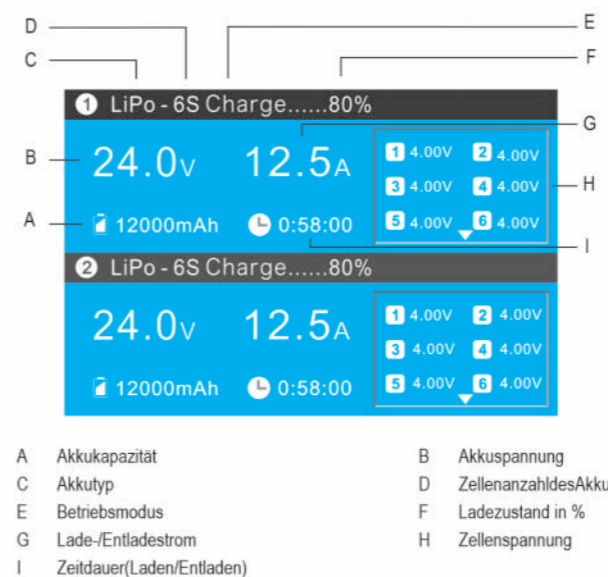 D
E
C
F
1 LiPo - 6S Charge......80%
G
B
24.0V 12.5A
1 4.00V 2 4.00V
3 4.00V 4 4.00V
H
A
12000mAh 0:58:00
5 4.00V 6 4.00V
I
2 LiPo - 6S Charge......80%
24.0V 12.5A
1 4.00V 2 4.00V
3 4.00V 4 4.00V
12000mAh 0:58:00
5 4.00V 6 4.00V
A Akkukapazität B Akkuspannung
C Akkutyp D ZellenanzahldesAkku
E Betriebsmodus F Ladezustand in %
G Lade-/Entladestrom H Zellenspannung
I Zeitdauer(Laden/Entladen)